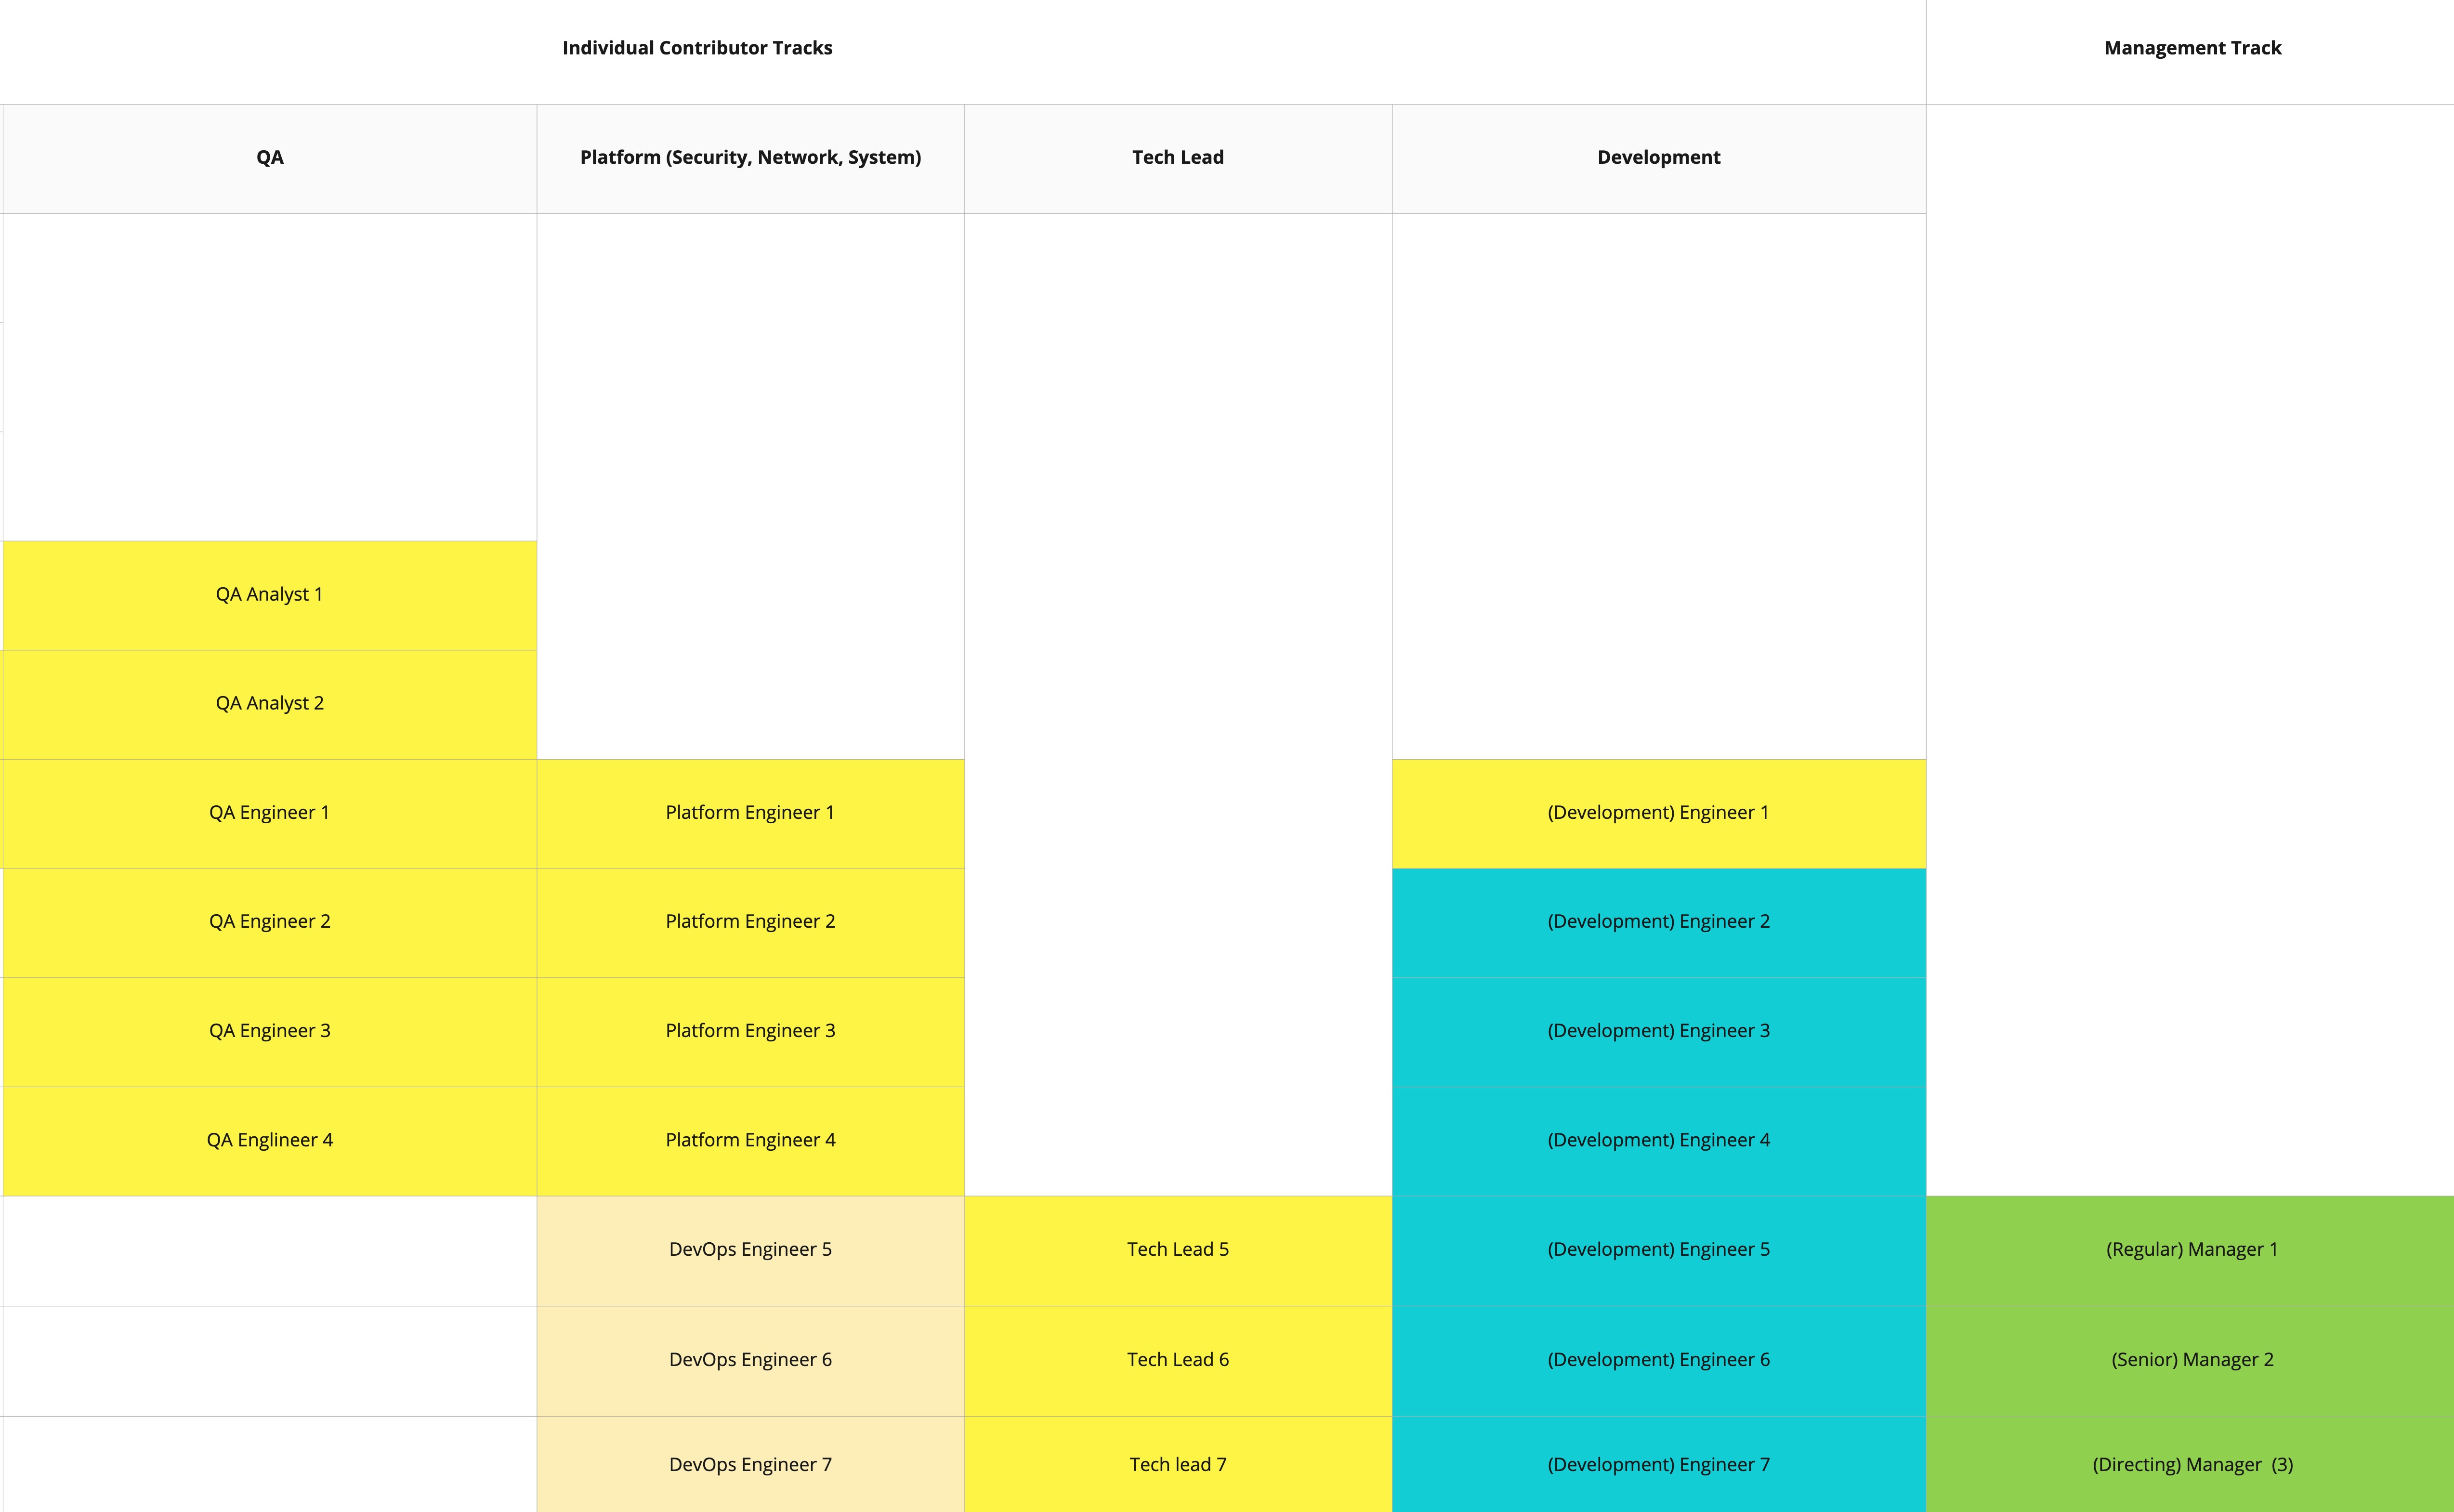 Individual Contributor Tracks
Management Track
QA
Platform (Security, Network, System)
Tech Lead
Development
QA Analyst 1
QA Analyst 2
QA Engineer 1
Platform Engineer 1
(Development) Engineer 1
QA Engineer 2
Platform Engineer 2
(Development) Engineer 2
QA Engineer 3
Platform Engineer 3
(Development) Engineer 3
QA Englineer 4
Platform Engineer 4
(Development) Engineer 4
DevOps Engineer 5
Tech Lead 5
(Development) Engineer 5
(Regular) Manager 1
DevOps Engineer 6
Tech Lead 6
(Development) Engineer 6
(Senior) Manager 2
DevOps Engineer 7
Tech lead 7
(Development) Engineer 7
(Directing) Manager  (3)